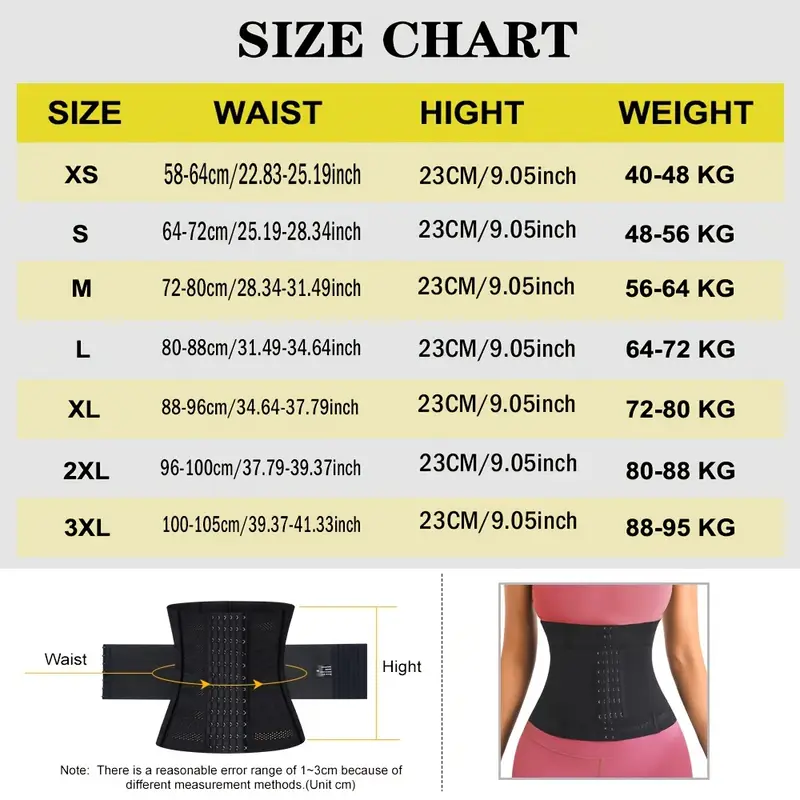 SIZE CHART
SIZE WAIST HIGHT WEIGHT
XS 58-64cm/22.83-25.19inch 23CM/9.05inch 40-48 KG
S 64-72cm/25.19-28.34inch 23CM/9.05inch 48-56 KG
M 72-80cm/28.34-31.49inch 23CM/9.05inch 56-64 KG
L 80-88cm/31.49-34.64inch 23CM/9.05inch 64-72 KG
XL 88-96cm/34.64-37.79inch 23CM/9.05inch 72-80 KG
2XL 96-100cm/37.79-39.37inch 23CM/9.05inch 80-88 KG
3XL 100-105cm/39.37-41.33inch 23CM/9.05inch 88-95 KG
Waist
Hight
Note: There is a reasonable error range of 1~3cm because of
different measurement methods.(Unit cm)